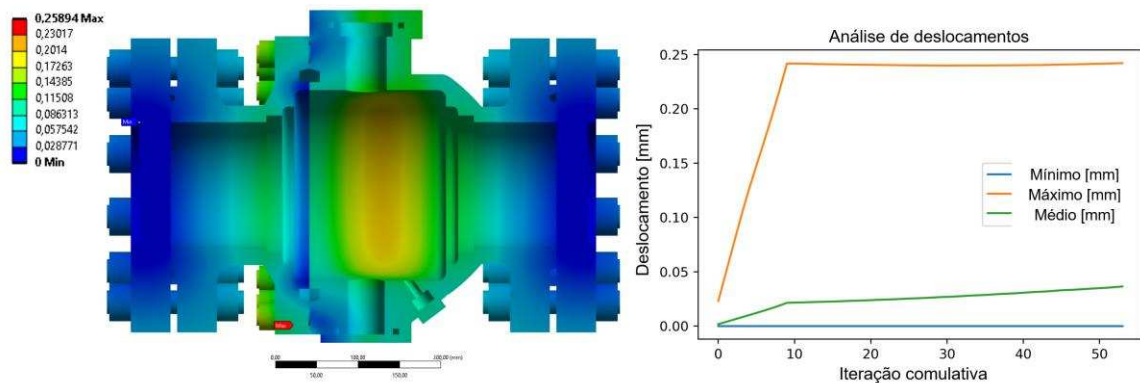 0,25894 Max
0,23017
0,2014
0,17263
0,14385
0,11508
0,086313
0,057542
0,028771
0 Min
Max
0,00
100,00
200,00 (mm)
50,00
150,00
Análise de deslocamentos
Deslocamento [mm]
0.25
0.20
0.15
0.10
0.05
0.00
Mínimo [mm]
Máximo [mm]
Médio [mm]
0
10
20
30
40
50
Iteração comulativa